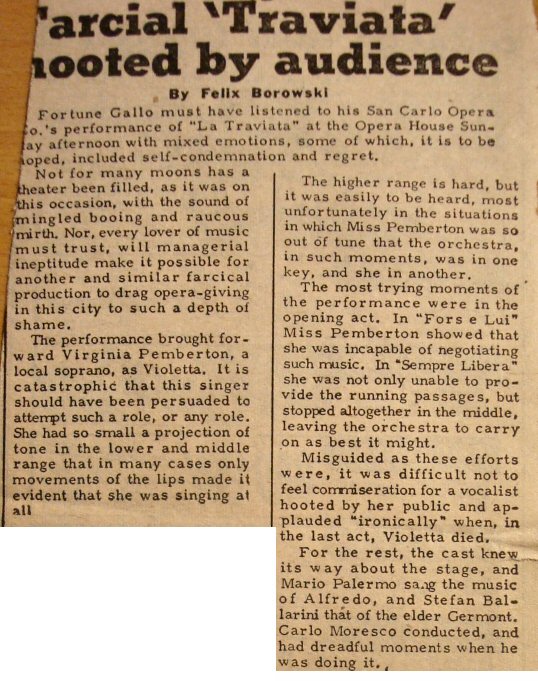 'arcial 'Traviata'
hooted by audience
By Felix Borowski
Fortune Gallo must have listened to his San Carlo Opera
Co.'s performance of "La Traviata" at the Opera House Sun-
ay afternoon with mixed emotions, some of which, it is to be
oped, included self-condemnation and regret.
Not for many moons has a
theater been filled, as it was on
this occasion, with the sound of
mingled booing and raucous
mirth. Nor, every lover of music
must trust, will managerial
ineptitude make it possible for
another and similar farcical
production to drag opera-giving
in this city to such a depth of
shame.
The performance brought for-
ward Virginia Pemberton, a
local soprano, as Violetta. It is
catastrophic that this singer
should have been persuaded to
attempt such a role, or any role.
She had so small a projection of
tone in the lower and middle
range that in many cases only
movements of the lips made it
evident that she was singing at
all
The higher range is hard, but
it was easily to be heard, most
unfortunately in the situations
in which Miss Pemberton was so
out of tune that the orchestra,
in such moments, was in one
key, and she in another.
The most trying moments of
the performance were in the
opening act. In "Fors e Lui"
Miss Pemberton showed that
she was incapable of negotiating
such music. In "Sempre Libera"
she was not only unable to pro-
vide the running passages, but
stopped altogether in the middle,
leaving the orchestra to carry
on as best it might.
Misguided as these efforts
were, it was difficult not to
feel commiseration for a vocalist
hooted by her public and ap-
plauded "ironically" when, in
the last act, Violetta died.
For the rest, the cast knew
its way about the stage, and
Mario Palermo sang the music
of Alfredo, and Stefan Bal-
larini that of the elder Germont.
Carlo Moresco conducted, and
had dreadful moments when he
was doing it.